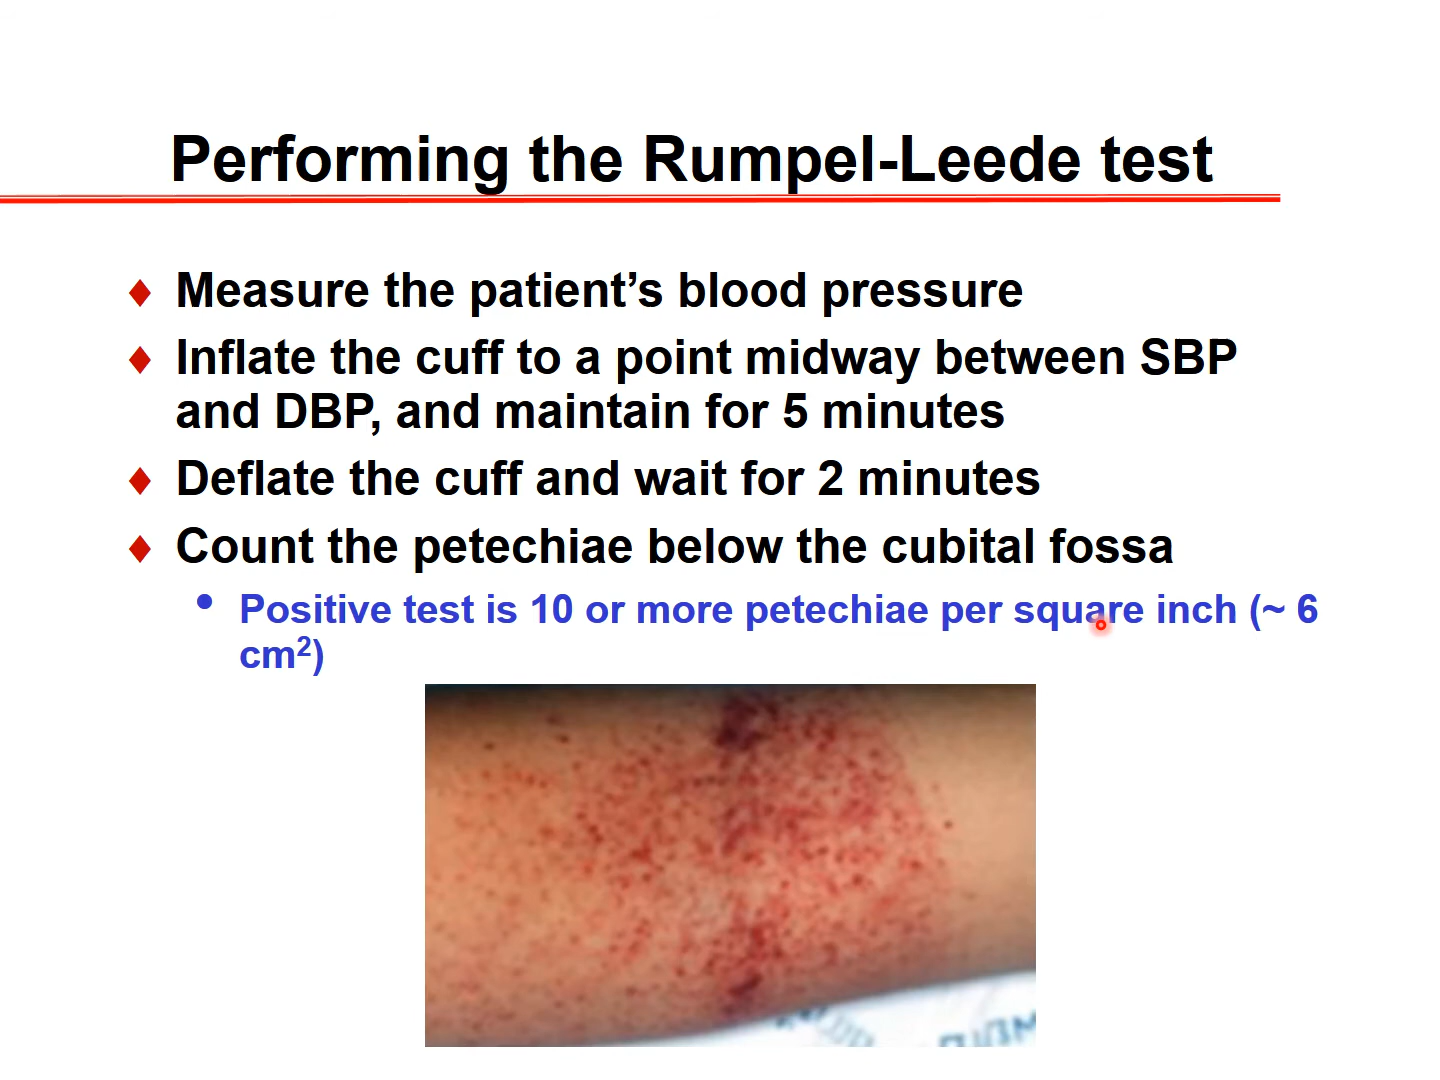 Performing the Rumpel-Leede test
Measure the patient’s blood pressure
Inflate the cuff to a point midway between SBP
and DBP, and maintain for 5 minutes
Deflate the cuff and wait for 2 minutes
Count the petechiae below the cubital fossa
Positive test is 10 or more petechiae per square inch (~ 6
cm²)